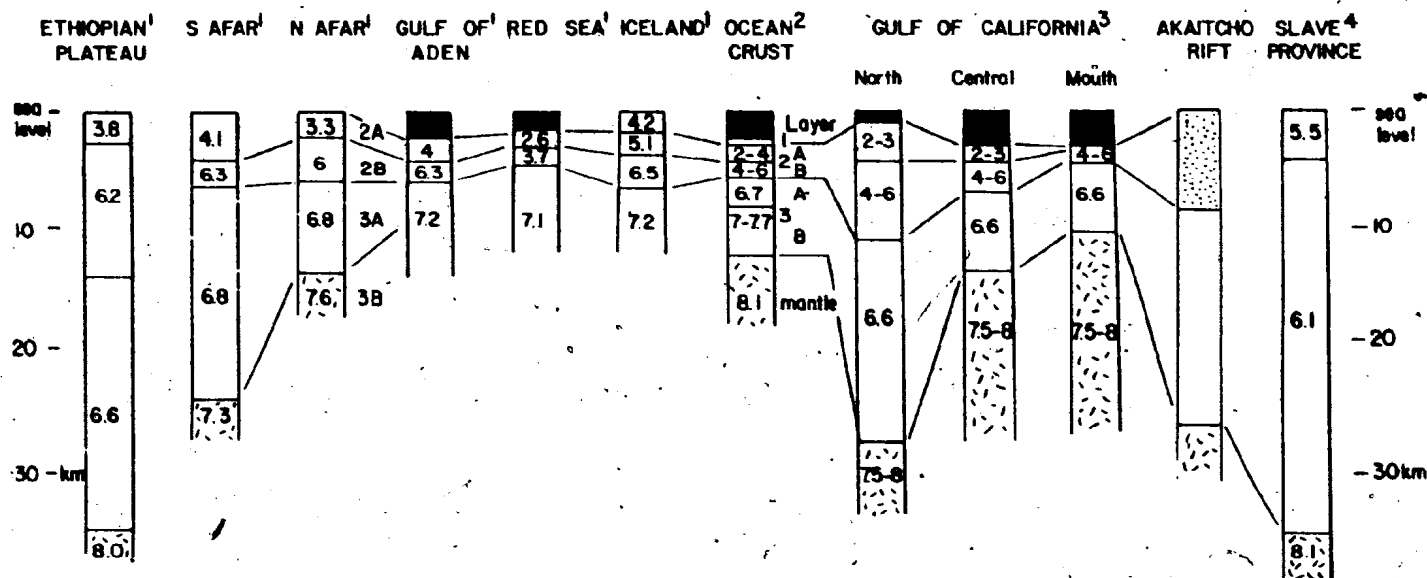 ETHIOPIAN¹ S AFAR¹ N AFAR¹ GULF OF¹ RED SEA¹ ICELAND¹ OCEAN² GULF OF CALIFORNIA³ AKAITCHO SLAVE⁴
PLATEAU ADEN CRUST RIFT PROVINCE
North Central Mouth
sea level
sea level
10
20
30 km
10
20
30 km
3.8
6.2
6.6
8.0
4.1
6.3
6.8
7.3
3.3 2A
6 2B
6.8 3A
7.6 3B
4
6.3
7.2
2.6
3.7
7.1
4.2
5.1
6.5
7.2
Layer
1
2-4 A
2
4-6 B
6.7 A
3
7-7.7 B
8.1 mantle
2-3
4-6
6.6
7.5-8
2-3
4-6
6.6
7.5-8
4-6
6.6
7.5-8
5.5
6.1
8.1